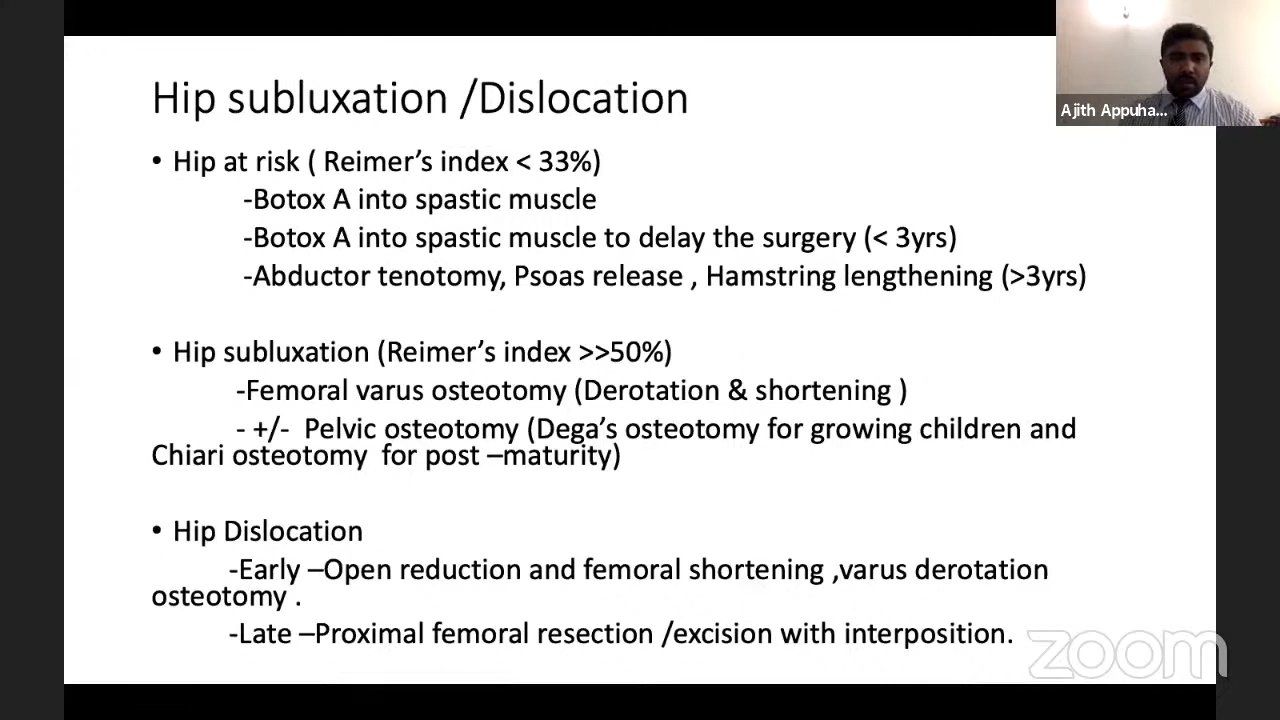 Hip subluxation /Dislocation
Ajith Appuha...
• Hip at risk ( Reimer's index < 33%)
-Botox A into spastic muscle
-Botox A into spastic muscle to delay the surgery (< 3yrs)
-Abductor tenotomy, Psoas release , Hamstring lengthening (>3yrs)
• Hip subluxation (Reimer's index >>50%)
-Femoral varus osteotomy (Derotation & shortening )
- +/- Pelvic osteotomy (Dega's osteotomy for growing children and
Chiari osteotomy for post –maturity)
• Hip Dislocation
-Early –Open reduction and femoral shortening ,varus derotation
osteotomy .
-Late –Proximal femoral resection /excision with interposition.
zoom